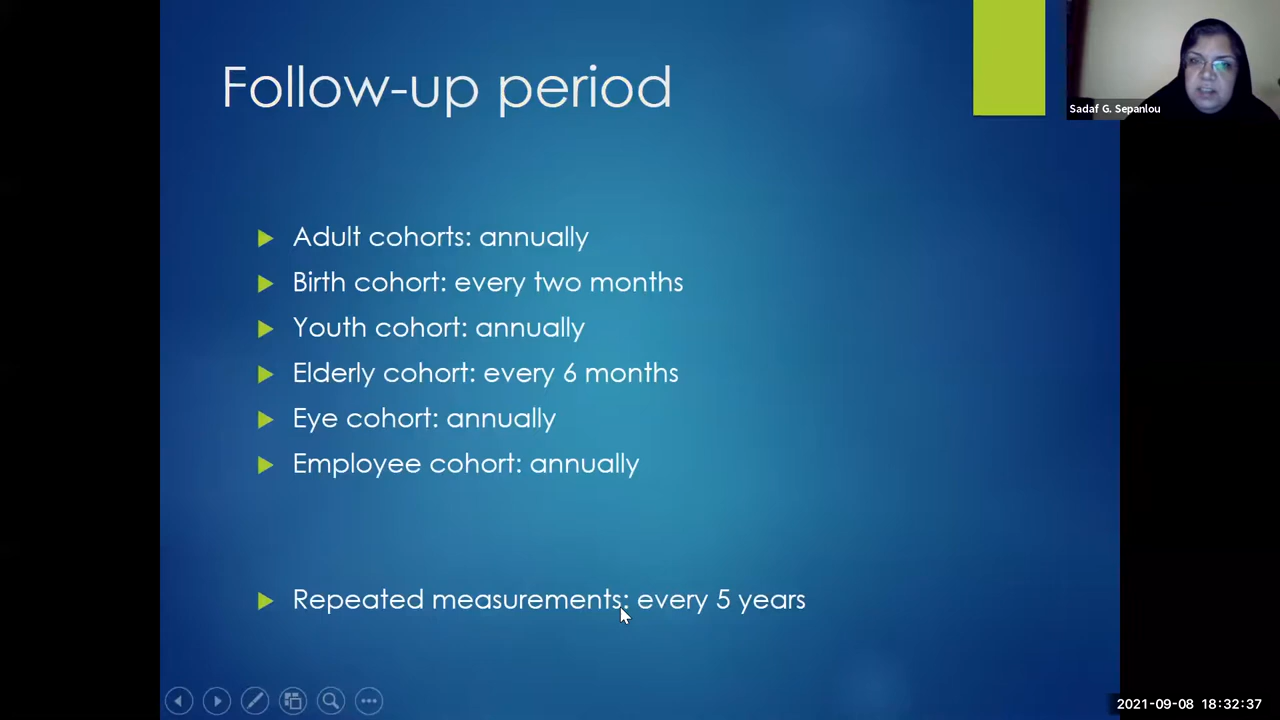 Follow-up period
Sadaf G. Sepanlou
Adult cohorts: annually
Birth cohort: every two months
Youth cohort: annually
Elderly cohort: every 6 months
Eye cohort: annually
Employee cohort: annually
Repeated measurements: every 5 years
2021-09-08 18:32:37